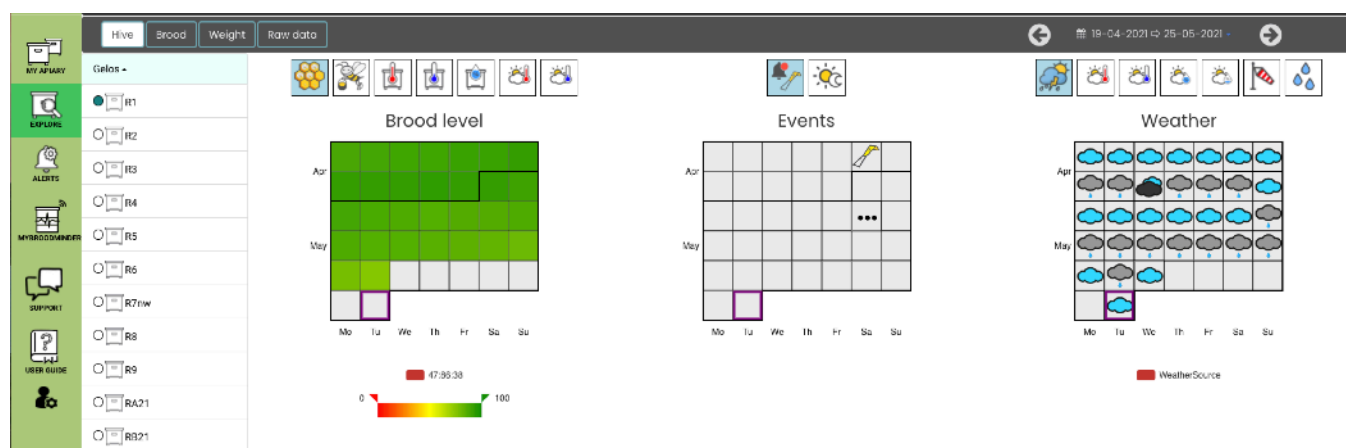 Hive Brood Weight Raw data 19-04-2021 ⇨ 25-05-2021
MY APIARY
EXPLORE
ALERTS
MYBROODMINDER
SUPPORT
USER GUIDE
Gelos
R1
R2
R3
R4
R5
R6
R7nw
R8
R9
RA21
RB21
Brood level
Apr
May
Mo Tu We Th Fr Sa Su
47:86:38
0 100
Events
Apr
May
Mo Tu We Th Fr Sa Su
Weather
Apr
May
Mo Tu We Th Fr Sa Su
WeatherSource